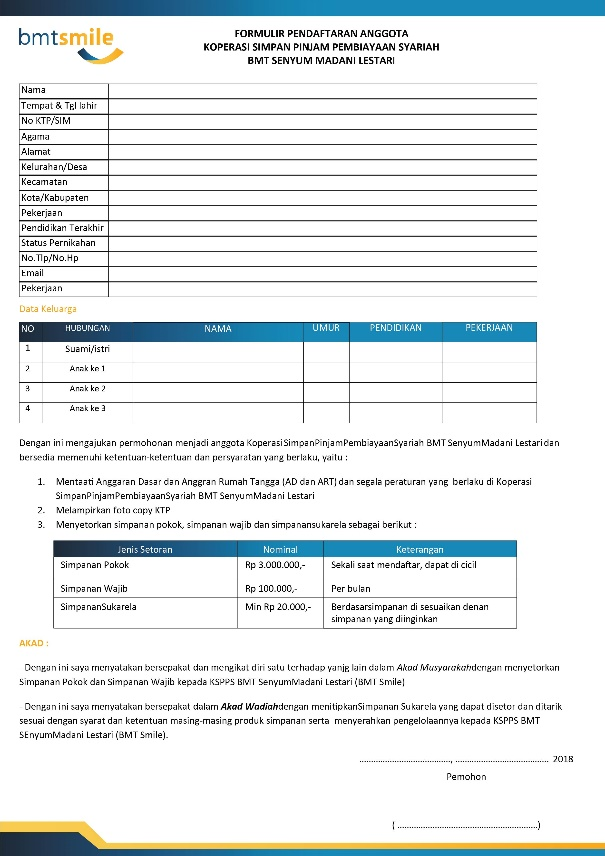 bmtsmile
FORMULIR PENDAFTARAN ANGGOTA
KOPERASI SIMPAN PINJAM PEMBIAYAAN SYARIAH
BMT SENYUM MADANI LESTARI
Nama
Tempat & Tgl lahir
No KTP/SIM
Agama
Alamat
Kelurahan/Desa
Kecamatan
Kota/Kabupaten
Pekerjaan
Pendidikan Terakhir
Status Pernikahan
No.Tlp/No.Hp
Email
Pekerjaan
Data Keluarga
NO HUBUNGAN NAMA UMUR PENDIDIKAN PEKERJAAN
1 Suami/istri
2 Anak ke 1
3 Anak ke 2
4 Anak ke 3
Dengan ini mengajukan permohonan menjadi anggota KoperasiSimpanPinjamPembiayaanSyariah BMT SenyumMadani Lestari dan
bersedia memenuhi ketentuan-ketentuan dan persyaratan yang berlaku, yaitu :
1. Mentaati Anggaran Dasar dan Anggran Rumah Tangga (AD dan ART) dan segala peraturan yang berlaku di Koperasi
SimpanPinjamPembiayaanSyariah BMT SenyumMadani Lestari
2. Melampirkan foto copy KTP
3. Menyetorkan simpanan pokok, simpanan wajib dan simpanansukarela sebagai berikut :
Jenis Setoran Nominal Keterangan
Simpanan Pokok Rp 3.000.000,- Sekali saat mendaftar, dapat di cicil
Simpanan Wajib Rp 100.000,- Per bulan
SimpananSukarela Min Rp 20.000,- Berdasarsimpanan di sesuaikan denan
simpanan yang diinginkan
AKAD :
- Dengan ini saya menyatakan bersepakat dan mengikat diri satu terhadap yanjg lain dalam Akad Musyarakahdengan menyetorkan
Simpanan Pokok dan Simpanan Wajib kepada KSPPS BMT SenyumMadani Lestari (BMT Smile)
- Dengan ini saya menyatakan bersepakat dalam Akad Wadiahdengan menitipkanSimpanan Sukarela yang dapat disetor dan ditarik
sesuai dengan syarat dan ketentuan masing-masing produk simpanan serta menyerahkan pengelolaannya kepada KSPPS BMT
SEnyumMadani Lestari (BMT Smile).
......................................, ....................................... 2018
Pemohon
( ............................................................)